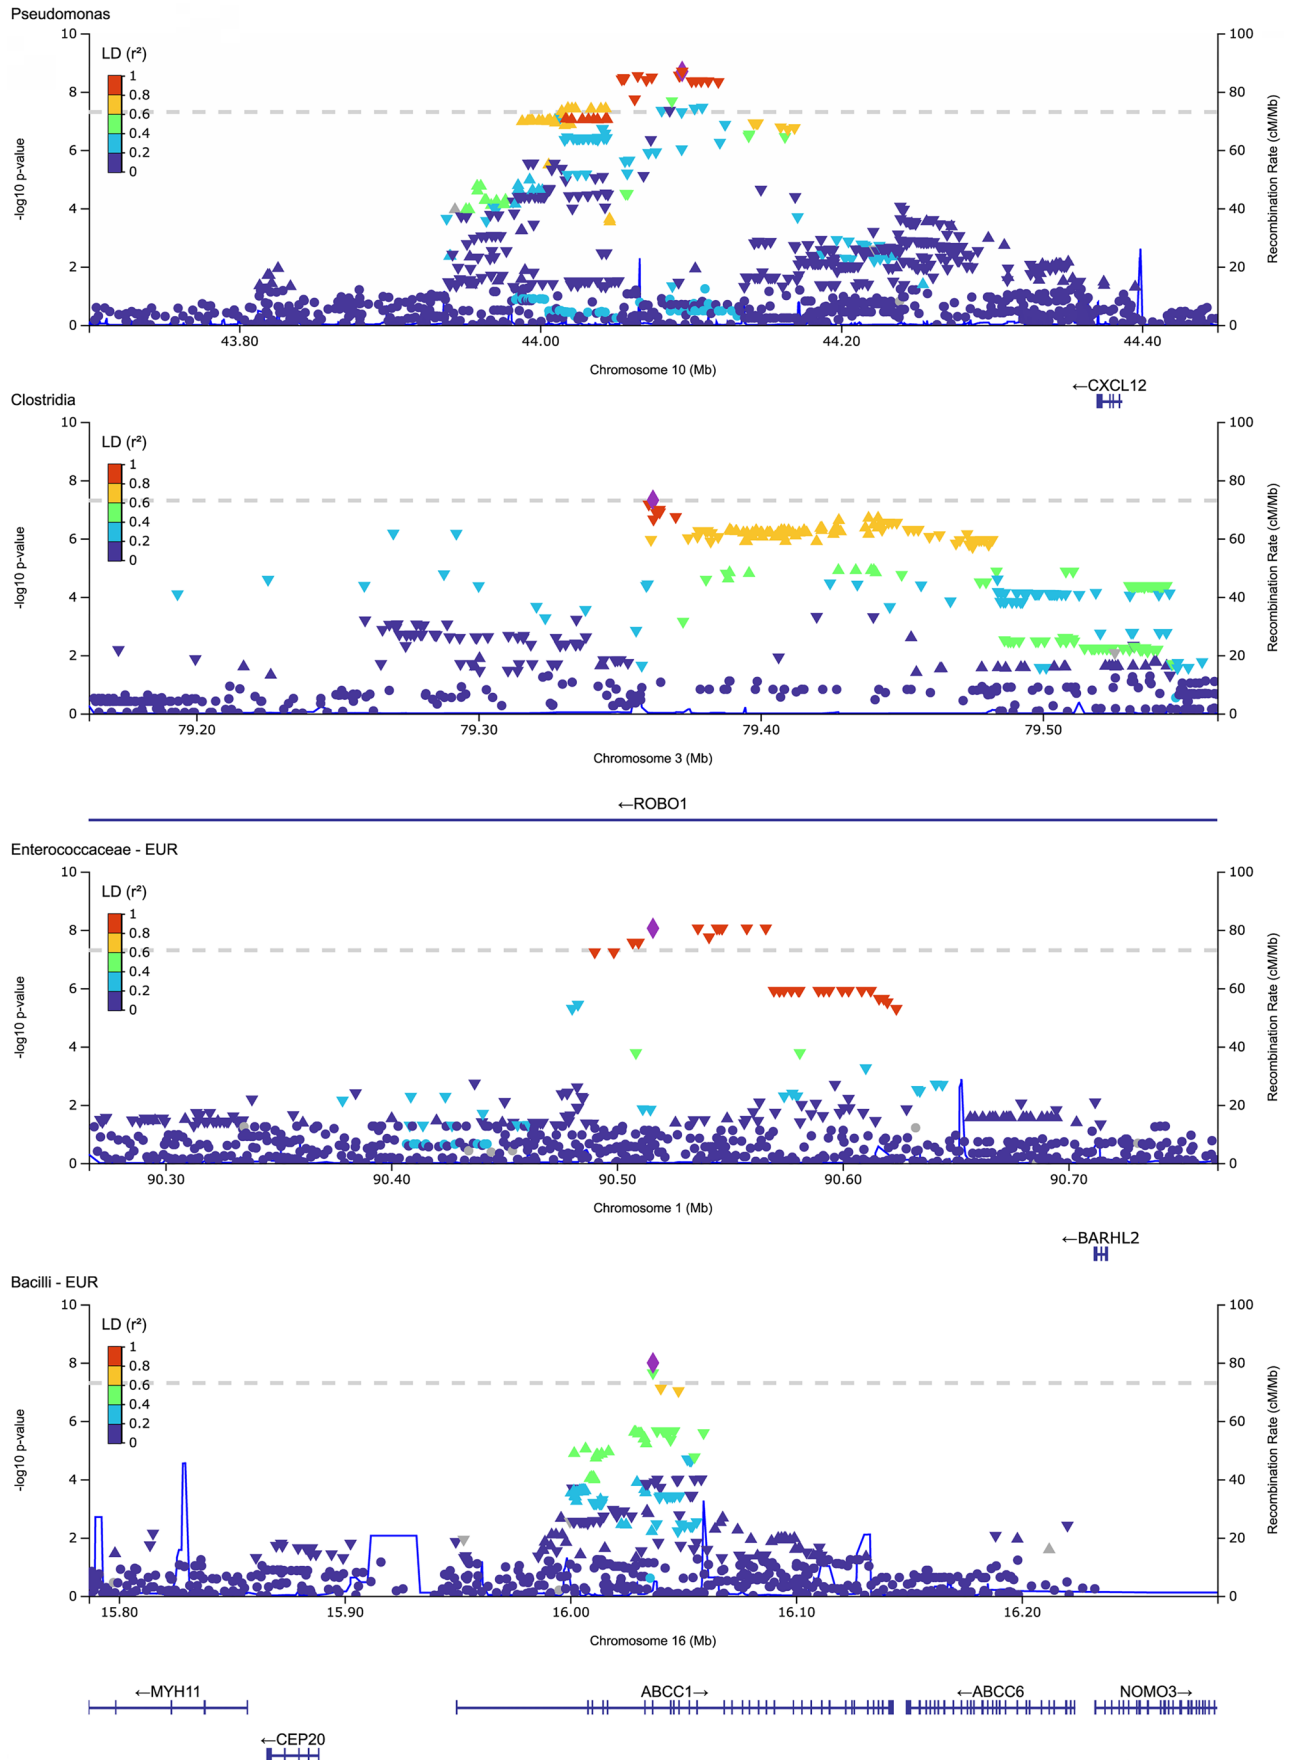 Pseudomonas
10 100
LD (r²)
1
0.8
0.6
0.4
0.2
0
8 80
6 60
4 40
2 20
0 0
-log10 p-value
Recombination Rate (cM/Mb)
43.80 44.00 44.20 44.40
Chromosome 10 (Mb)
←CXCL12
Clostridia
10 100
LD (r²)
1
0.8
0.6
0.4
0.2
0
8 80
6 60
4 40
2 20
0 0
-log10 p-value
Recombination Rate (cM/Mb)
79.20 79.30 79.40 79.50
Chromosome 3 (Mb)
←ROBO1
Enterococcaceae - EUR
10 100
LD (r²)
1
0.8
0.6
0.4
0.2
0
8 80
6 60
4 40
2 20
0 0
-log10 p-value
Recombination Rate (cM/Mb)
90.30 90.40 90.50 90.60 90.70
Chromosome 1 (Mb)
←BARHL2
Bacilli - EUR
10 100
LD (r²)
1
0.8
0.6
0.4
0.2
0
8 80
6 60
4 40
2 20
0 0
-log10 p-value
Recombination Rate (cM/Mb)
15.80 15.90 16.00 16.10 16.20
Chromosome 16 (Mb)
←MYH11 ABCC1→ ←ABCC6 NOMO3→
←CEP20